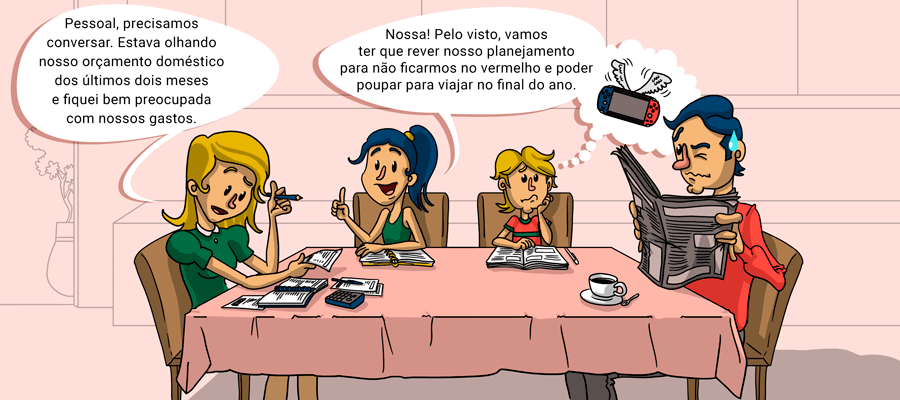 Pessoal, precisamos
conversar. Estava olhando
nosso orçamento doméstico
dos últimos dois meses
e fiquei bem preocupada
com nossos gastos.
Nossa! Pelo visto, vamos
ter que rever nosso planejamento
para não ficarmos no vermelho e poder
poupar para viajar no final do ano.